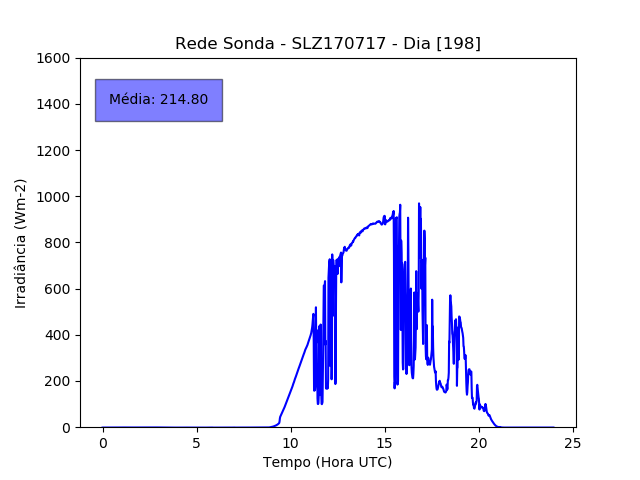 Rede Sonda - SLZ170717 - Dia [198]
1600
Média: 214.80
1400
1200
1000
800
600
400
200
0
Irradiância (Wm-2)
0 5 10 15 20 25
Tempo (Hora UTC)